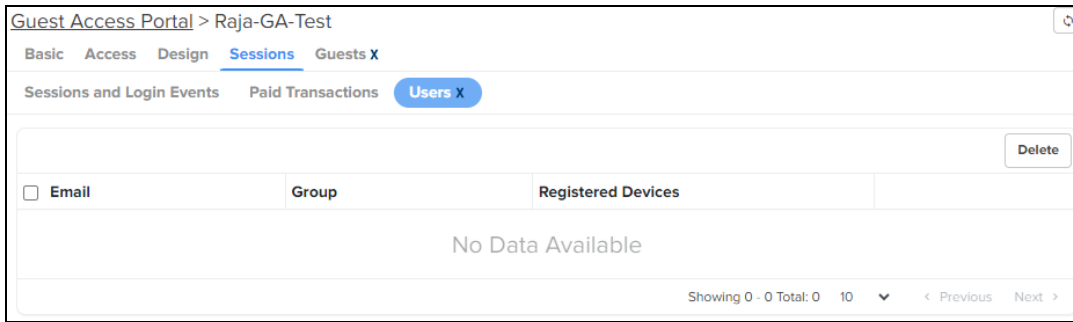 Guest Access Portal > Raja-GA-Test
Basic Access Design Sessions Guests X
Sessions and Login Events Paid Transactions Users X
Delete
Email Group Registered Devices
No Data Available
Showing 0 - 0 Total: 0 10 < Previous Next >